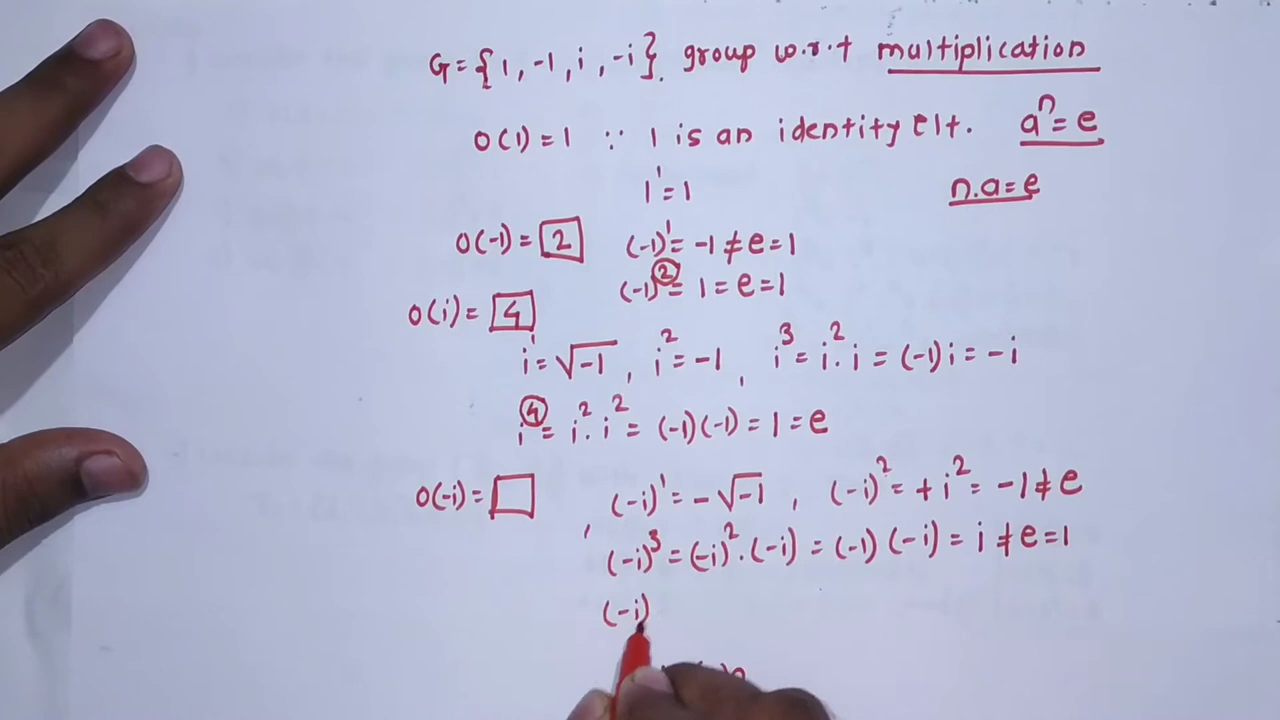 G = {1, -1, i, -i}. group w.r.t multiplication
O(1) = 1 ∵ 1 is an identity elt. aⁿ = e
1¹ = 1 n.a = e
O(-1) = 2 (-1)¹ = -1 ≠ e = 1
(-1)² = 1 = e = 1
O(i) = 4
i¹ = √-1 , i² = -1 , i³ = i². i = (-1)i = -i
i⁴ = i². i² = (-1)(-1) = 1 = e
O(-i) = (-i)¹ = -√-1 , (-i)² = + i² = -1 ≠ e
, (-i)³ = (-i)².(-i) = (-1)(-i) = i ≠ e = 1
(-i)